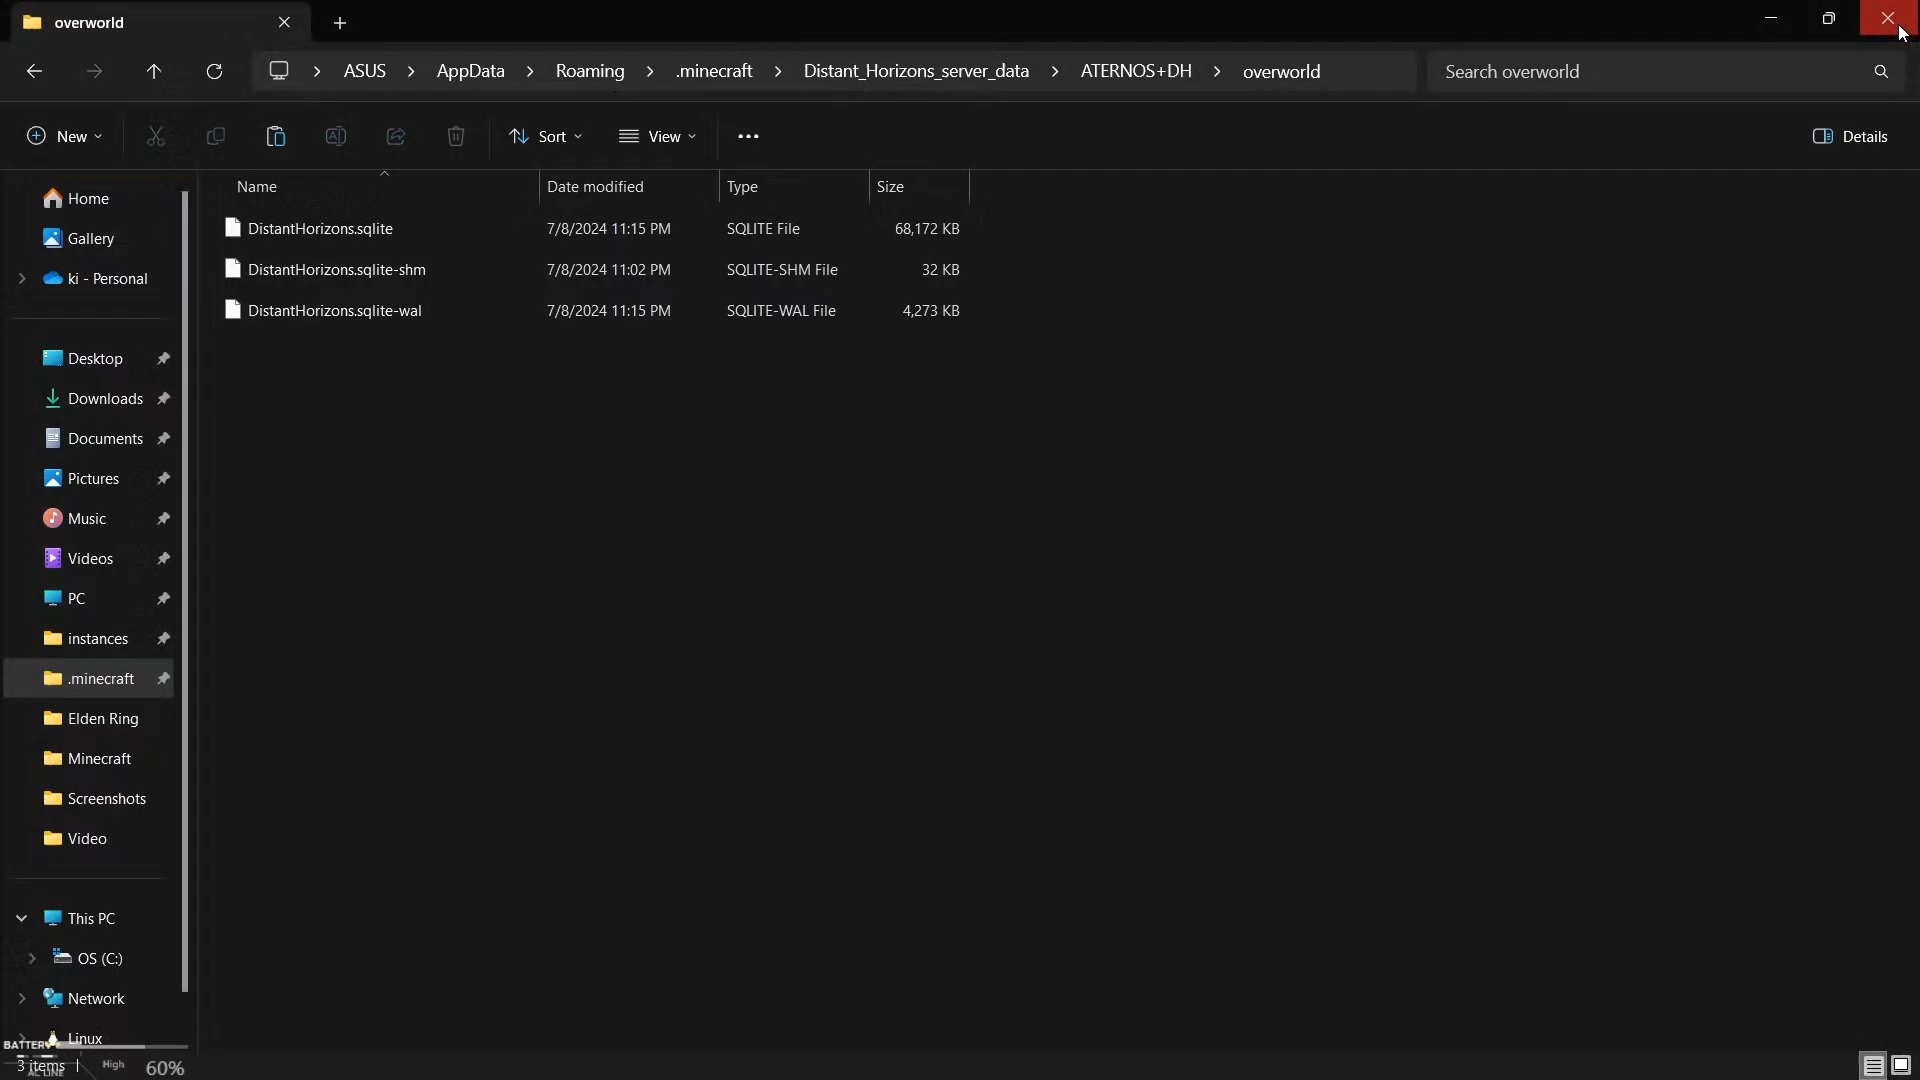 overworld
ASUS > AppData > Roaming > .minecraft > Distant_Horizons_server_data > ATERNOS+DH > overworld
Search overworld
New
Sort
View
Details
Name Date modified Type Size
DistantHorizons.sqlite 7/8/2024 11:15 PM SQLITE File 68,172 KB
DistantHorizons.sqlite-shm 7/8/2024 11:02 PM SQLITE-SHM File 32 KB
DistantHorizons.sqlite-wal 7/8/2024 11:15 PM SQLITE-WAL File 4,273 KB
Home
Gallery
ki - Personal
Desktop
Downloads
Documents
Pictures
Music
Videos
PC
instances
.minecraft
Elden Ring
Minecraft
Screenshots
Video
This PC
OS (C:)
Network
Linux
BATTERY
3 items
High 60%
AC LINE